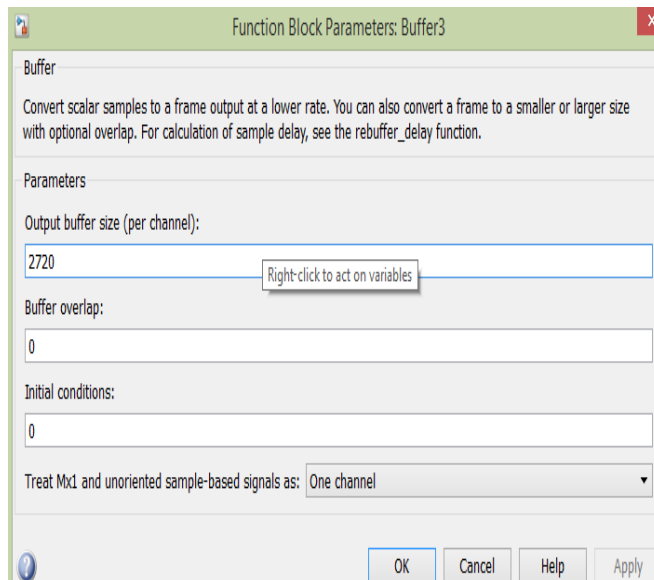 Function Block Parameters: Buffer3
x
Buffer
Convert scalar samples to a frame output at a lower rate. You can also convert a frame to a smaller or larger size
with optional overlap. For calculation of sample delay, see the rebuffer_delay function.
Parameters
Output buffer size (per channel):
2720
Right-click to act on variables
Buffer overlap:
0
Initial conditions:
0
Treat Mx1 and unoriented sample-based signals as: One channel
? OK Cancel Help Apply